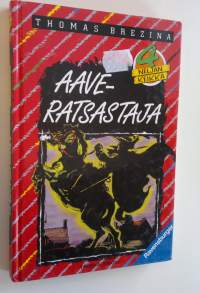 THOMAS BREZINA
4
NELJÄN
KOPLA
AAVE-
RATSASTAJA
Ravensburger